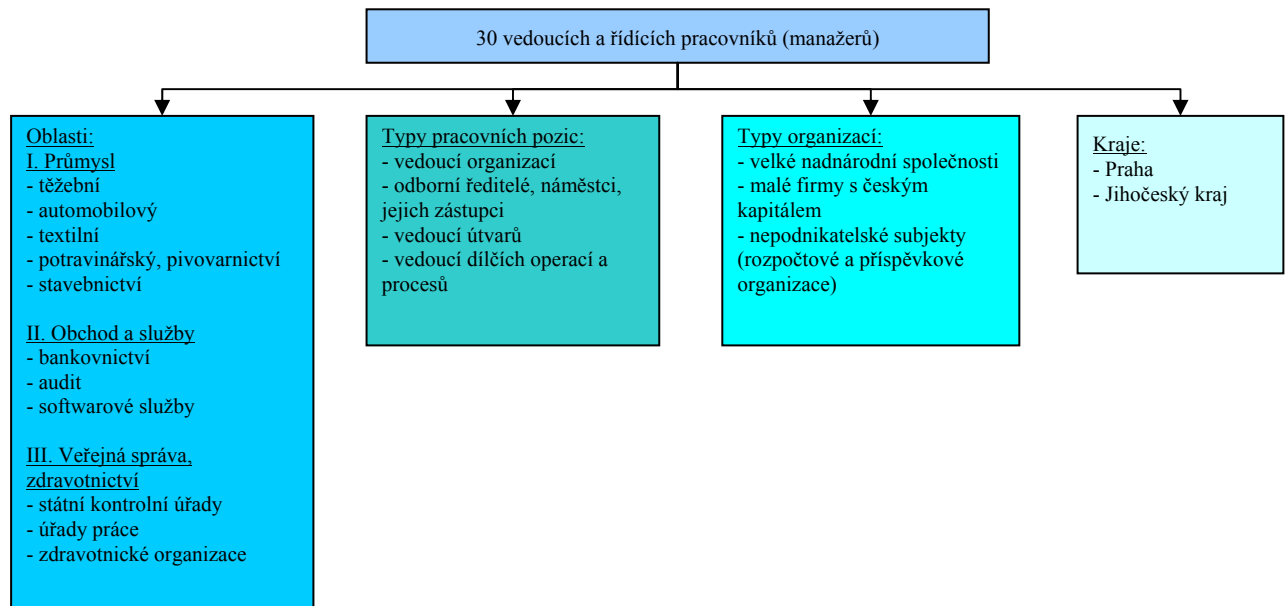 30 vedoucích a řídících pracovníků (manažerů)
Oblasti:
I. Průmysl
- těžební
- automobilový
- textilní
- potravinářský, pivovarnictví
- stavebnictví
II. Obchod a služby
- bankovnictví
- audit
- softwarové služby
III. Veřejná správa,
zdravotnictví
- státní kontrolní úřady
- úřady práce
- zdravotnické organizace
Typy pracovních pozic:
- vedoucí organizací
- odborní ředitelé, náměstci,
jejich zástupci
- vedoucí útvarů
- vedoucí dílčích operací a
procesů
Typy organizací:
- velké nadnárodní společnosti
- malé firmy s českým
kapitálem
- nepodnikatelské subjekty
(rozpočtové a příspěvkové
organizace)
Kraje:
- Praha
- Jihočeský kraj